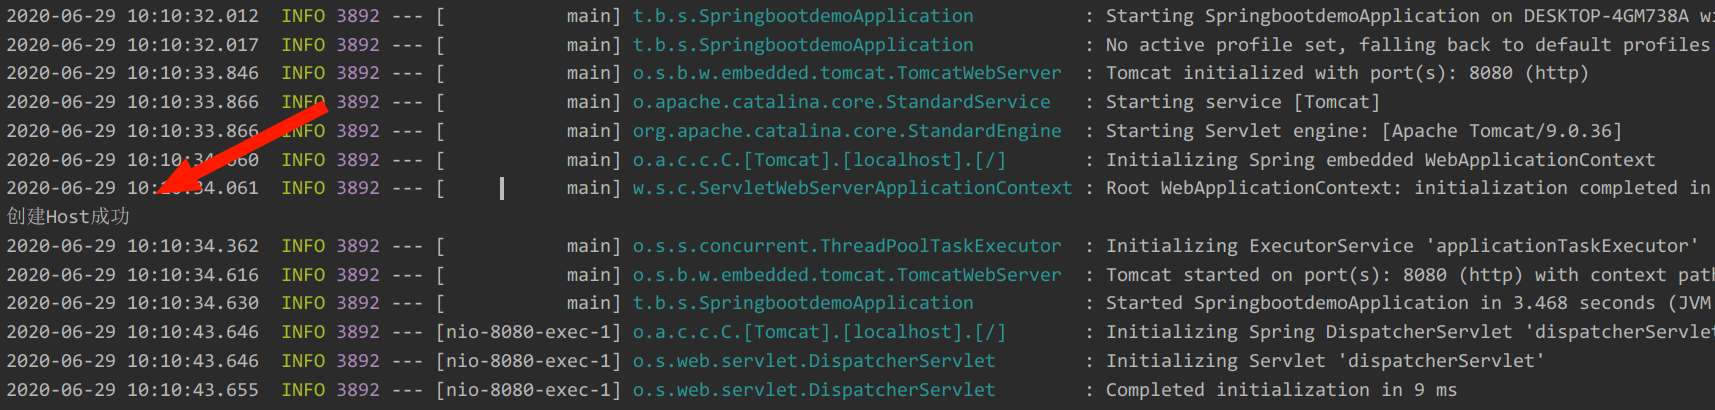 2020-06-29 10:10:32.012  INFO 3892 --- [           main] t.b.s.SpringbootdemoApplication          : Starting SpringbootdemoApplication on DESKTOP-4GM738A wi
2020-06-29 10:10:32.017  INFO 3892 --- [           main] t.b.s.SpringbootdemoApplication          : No active profile set, falling back to default profiles
2020-06-29 10:10:33.846  INFO 3892 --- [           main] o.s.b.w.embedded.tomcat.TomcatWebServer  : Tomcat initialized with port(s): 8080 (http)
2020-06-29 10:10:33.866  INFO 3892 --- [           main] o.apache.catalina.core.StandardService   : Starting service [Tomcat]
2020-06-29 10:10:33.866  INFO 3892 --- [           main] org.apache.catalina.core.StandardEngine  : Starting Servlet engine: [Apache Tomcat/9.0.36]
2020-06-29 10:10:34.060  INFO 3892 --- [           main] o.a.c.c.C.[Tomcat].[localhost].[/]       : Initializing Spring embedded WebApplicationContext
2020-06-29 10:10:34.061  INFO 3892 --- [           main] w.s.c.ServletWebServerApplicationContext : Root WebApplicationContext: initialization completed in
创建Host成功
2020-06-29 10:10:34.362  INFO 3892 --- [           main] o.s.s.concurrent.ThreadPoolTaskExecutor  : Initializing ExecutorService 'applicationTaskExecutor'
2020-06-29 10:10:34.616  INFO 3892 --- [           main] o.s.b.w.embedded.tomcat.TomcatWebServer  : Tomcat started on port(s): 8080 (http) with context path
2020-06-29 10:10:34.630  INFO 3892 --- [           main] t.b.s.SpringbootdemoApplication          : Started SpringbootdemoApplication in 3.468 seconds (JVM
2020-06-29 10:10:43.646  INFO 3892 --- [nio-8080-exec-1] o.a.c.c.C.[Tomcat].[localhost].[/]       : Initializing Spring DispatcherServlet 'dispatcherServlet
2020-06-29 10:10:43.646  INFO 3892 --- [nio-8080-exec-1] o.s.web.servlet.DispatcherServlet        : Initializing Servlet 'dispatcherServlet'
2020-06-29 10:10:43.655  INFO 3892 --- [nio-8080-exec-1] o.s.web.servlet.DispatcherServlet        : Completed initialization in 9 ms